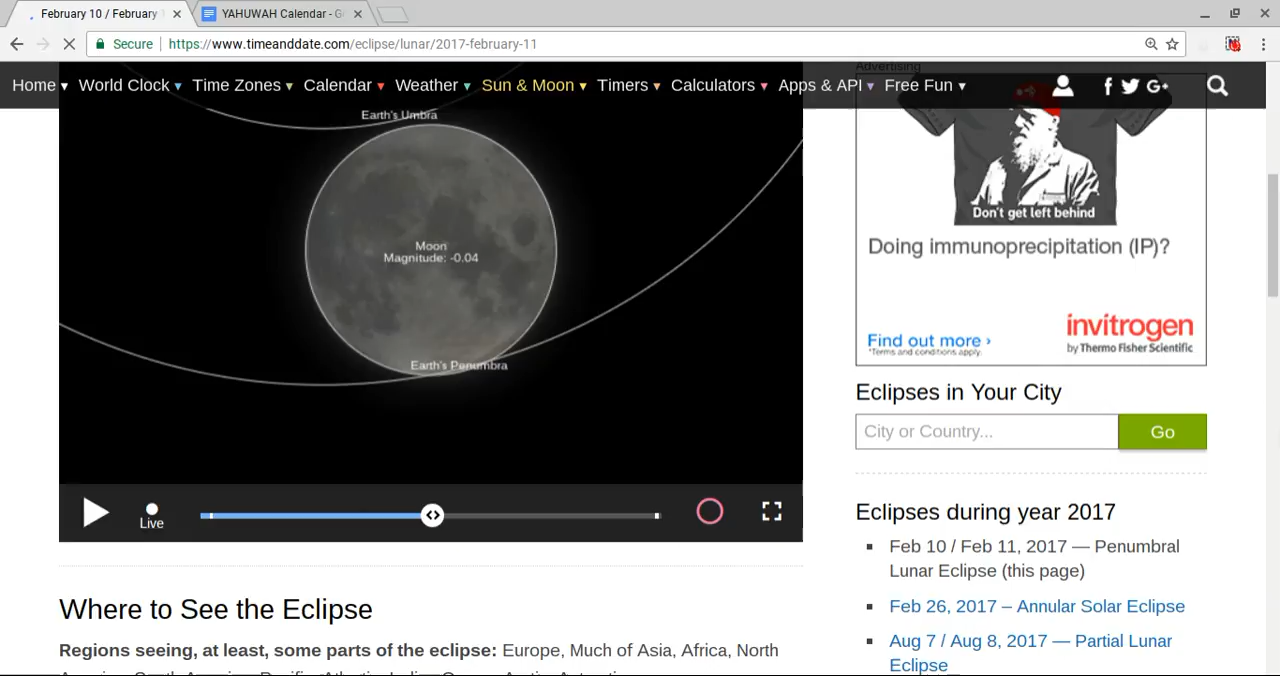 February 10 / February
YAHUWAH Calendar - G
Secure
https://www.timeanddate.com/eclipse/lunar/2017-february-11
Advertising
Home World Clock Time Zones Calendar Weather Sun & Moon Timers Calculators Apps & API Free Fun
Earth's Umbra
Moon
Magnitude: -0.04
Earth's Penumbra
Live
Don't get left behind
Doing immunoprecipitation (IP)?
Find out more ›
*Terms and conditions apply.
invitrogen
by Thermo Fisher Scientific
Eclipses in Your City
City or Country...
Go
Eclipses during year 2017
Feb 10 / Feb 11, 2017 — Penumbral
Lunar Eclipse (this page)
Feb 26, 2017 – Annular Solar Eclipse
Aug 7 / Aug 8, 2017 — Partial Lunar
Eclipse
Where to See the Eclipse
Regions seeing, at least, some parts of the eclipse: Europe, Much of Asia, Africa, North